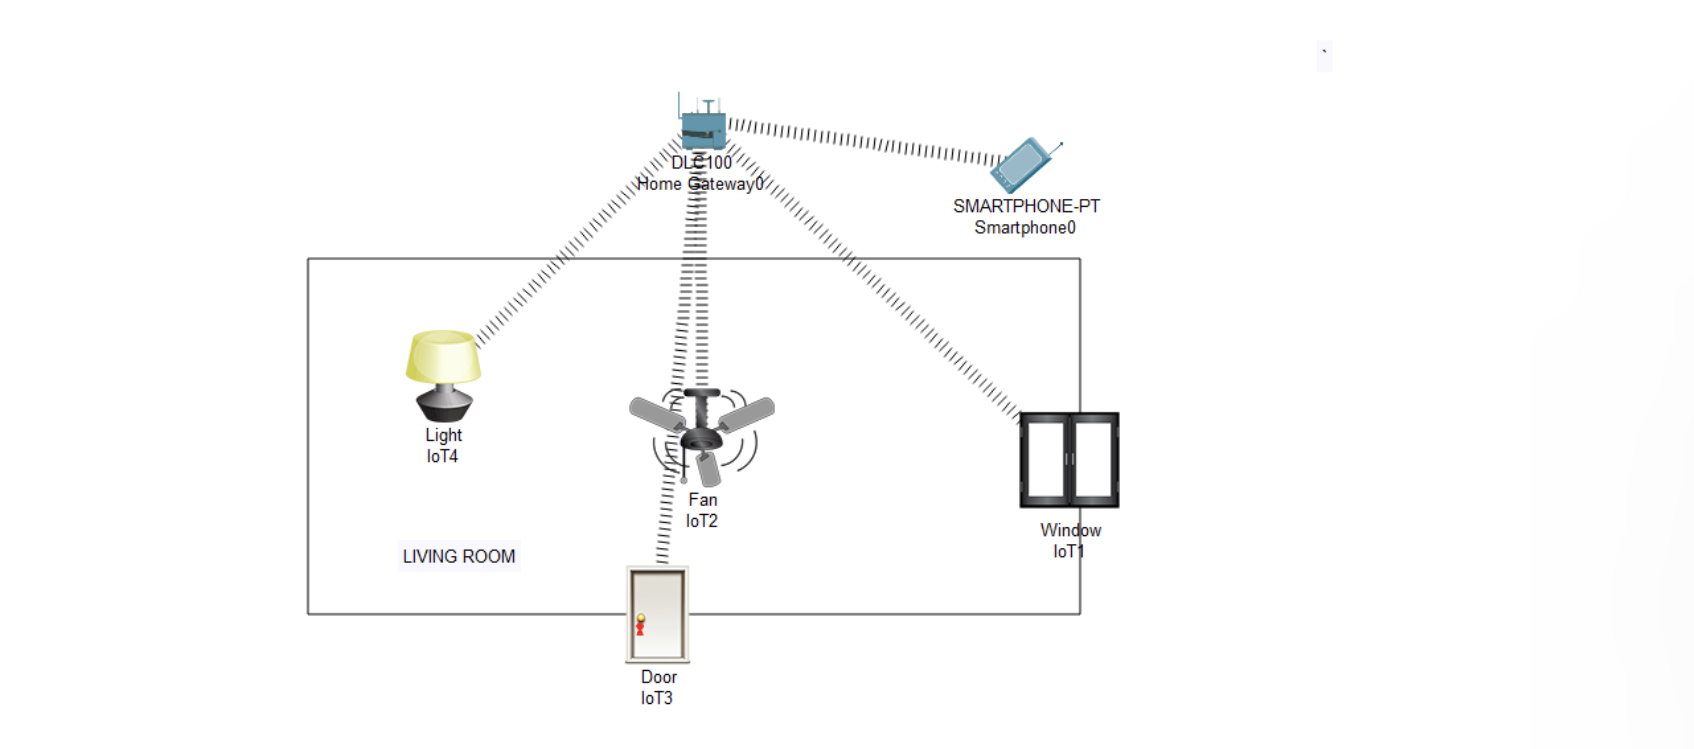 `
DLC100
Home Gateway0
SMARTPHONE-PT
Smartphone0
Light
IoT4
Fan
IoT2
Window
IoT1
LIVING ROOM
Door
IoT3